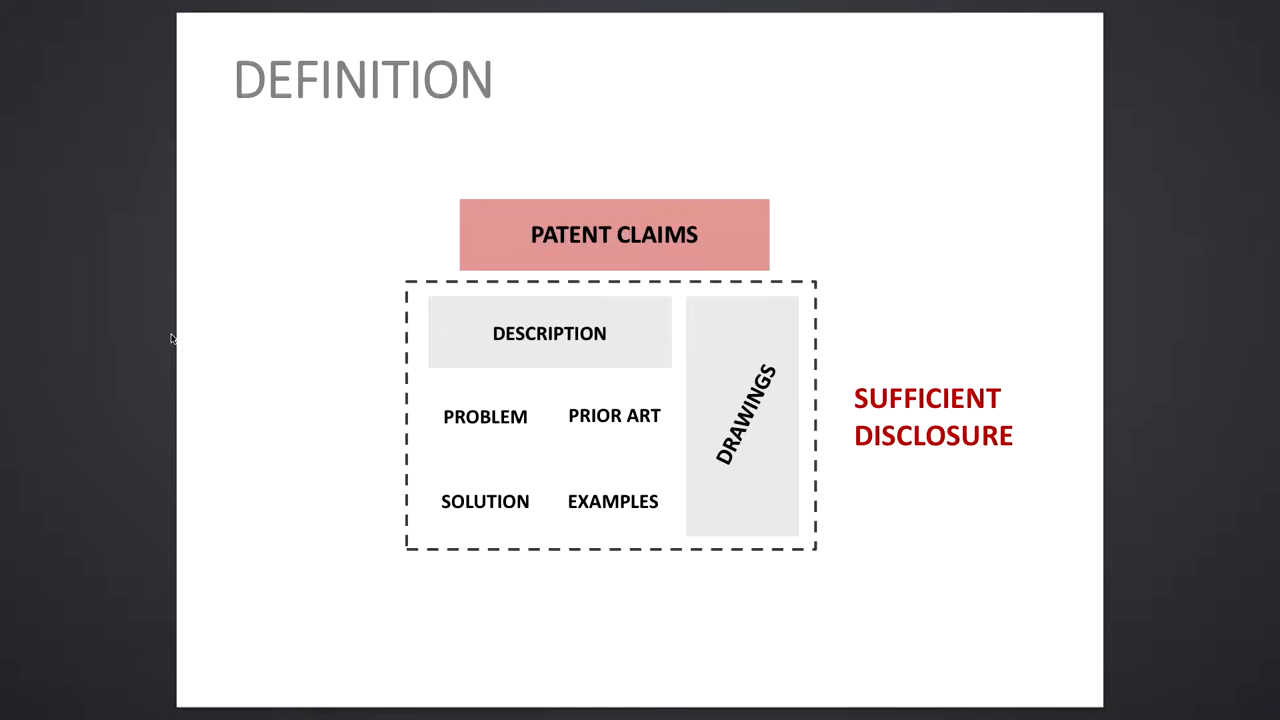 DEFINITION
PATENT CLAIMS
DESCRIPTION
PROBLEM
PRIOR ART
SOLUTION
EXAMPLES
DRAWINGS
SUFFICIENT
DISCLOSURE